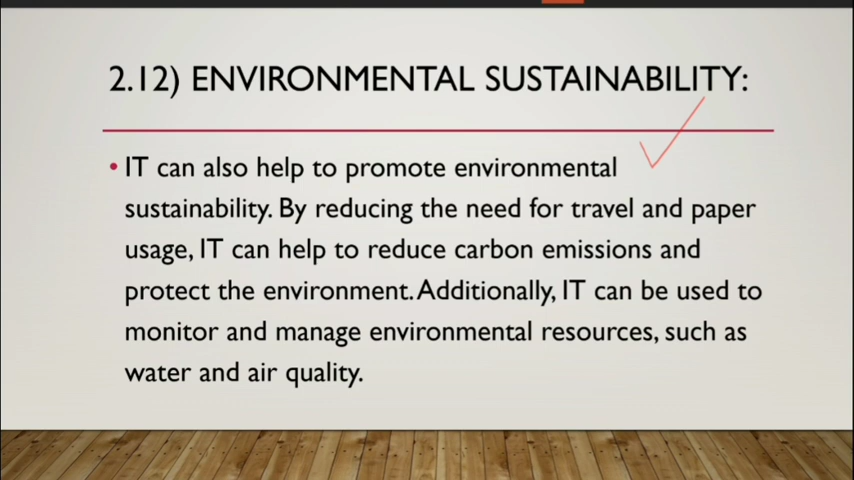 2.12) ENVIRONMENTAL SUSTAINABILITY:
• IT can also help to promote environmental
sustainability. By reducing the need for travel and paper
usage, IT can help to reduce carbon emissions and
protect the environment. Additionally, IT can be used to
monitor and manage environmental resources, such as
water and air quality.